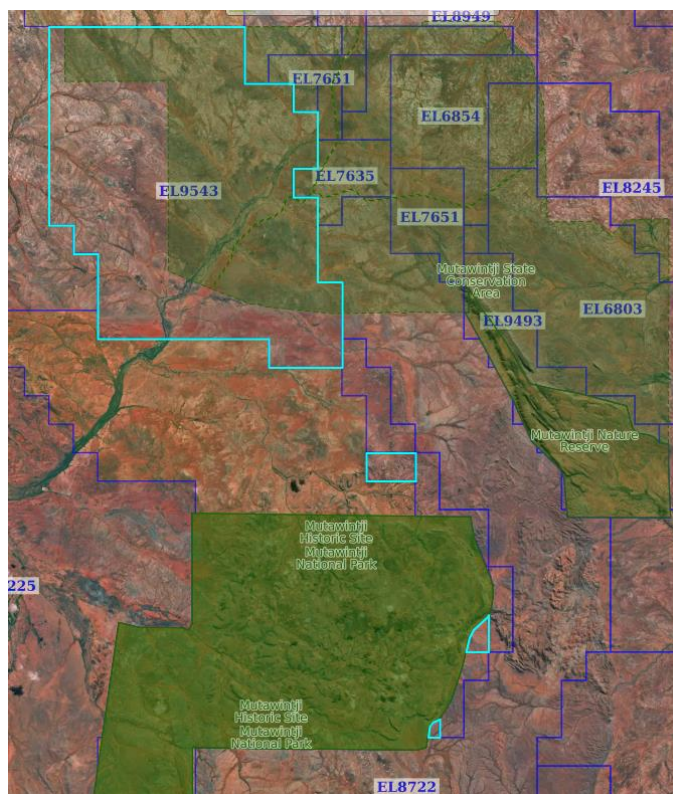 EL8949
EL7651
EL6854
EL7635
EL9543
EL8245
EL7651
Mutawintji State
Conservation
Area
EL6803
EL9493
Mutawintji Nature
Reserve
Mutawintji
Historic Site
Mutawintji
National Park
225
Mutawintji
Historic Site
Mutawintji
National Park
EL8722